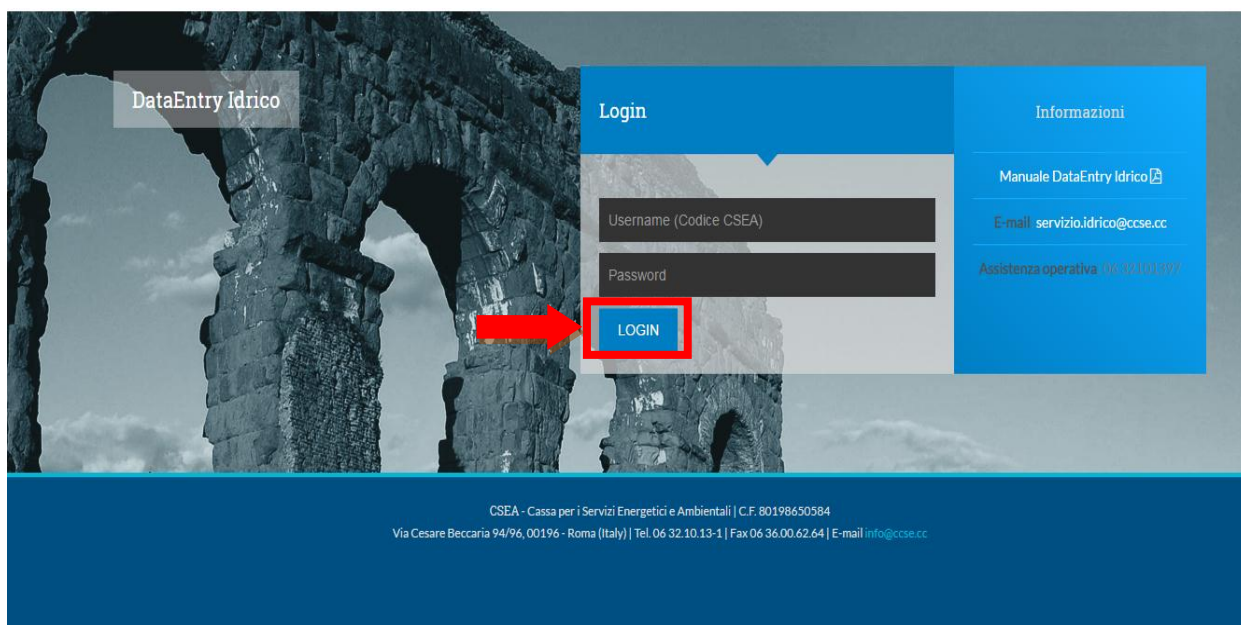 DataEntry Idrico
Login
Username (Codice CSEA)
Password
LOGIN
Informazioni
Manuale DataEntry Idrico
E-mail servizio.idrico@ccse.cc
Assistenza operativa
CSEA - Cassa per i Servizi Energetici e Ambientali | C.F. 80198650584
Via Cesare Beccaria 94/96, 00196 - Roma (Italy) | Tel. 06 32.10.13-1 | Fax 06 36.00.62.64 | E-mail info@ccse.cc